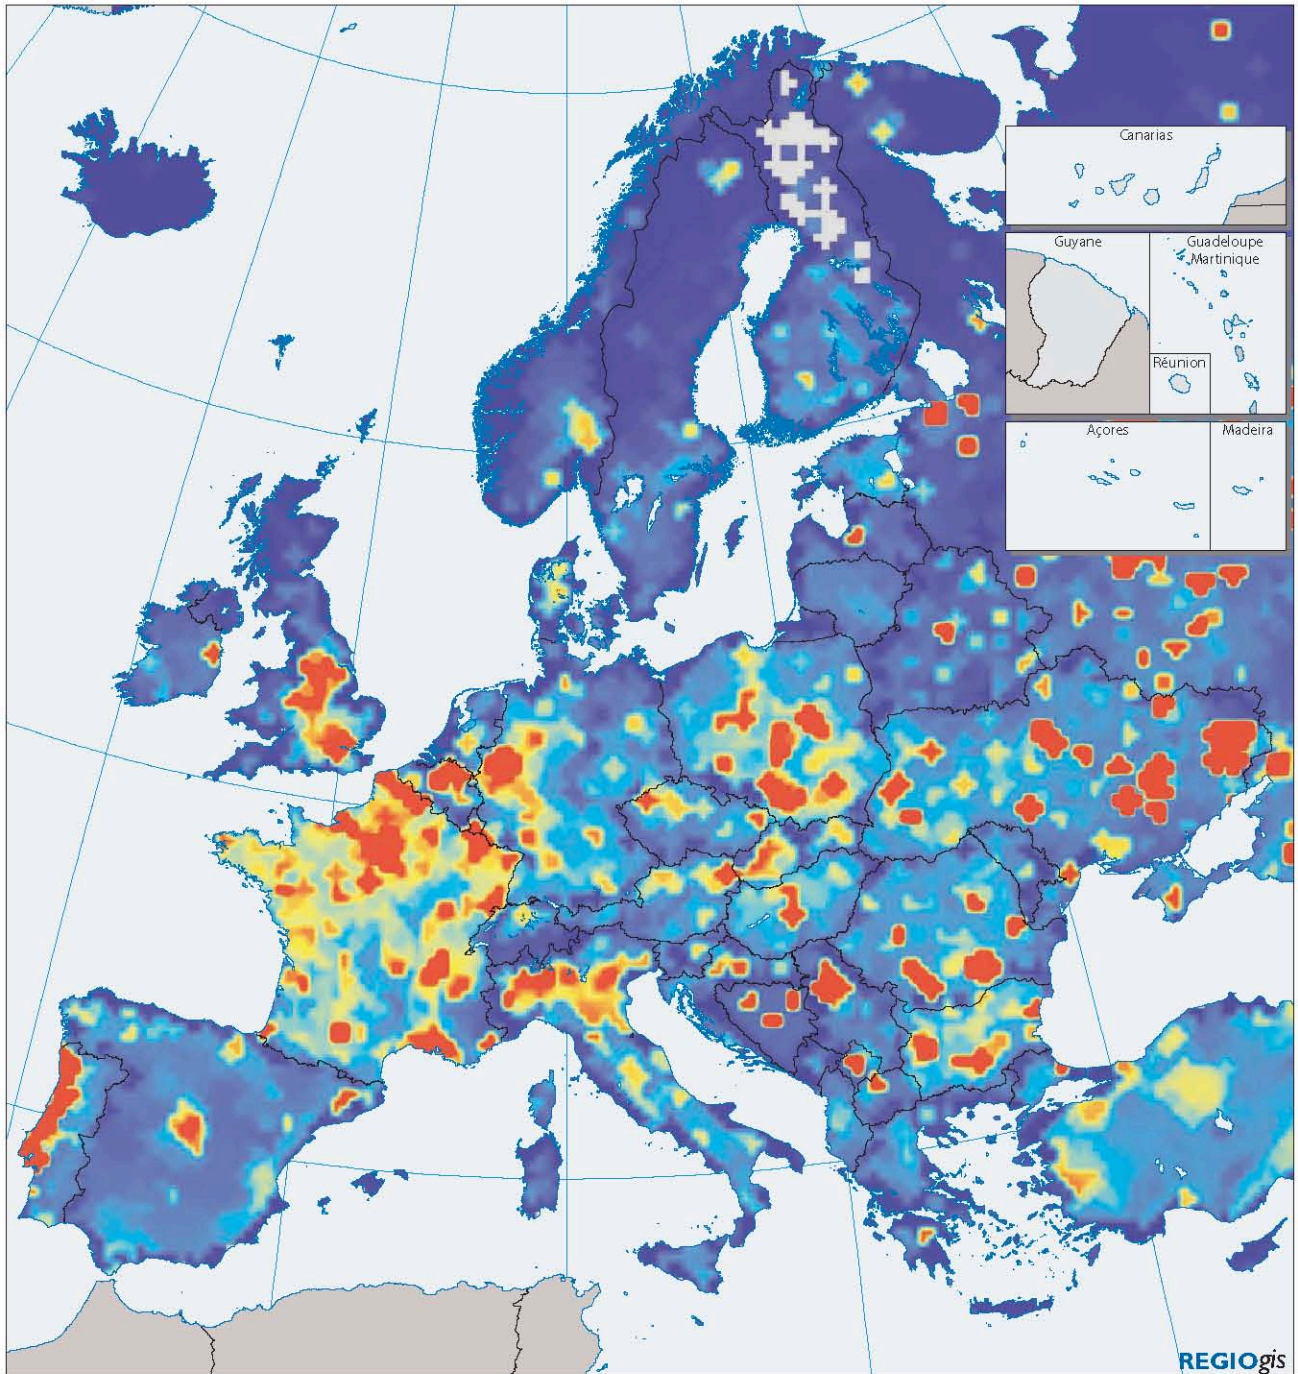 Canarias
Guyane
Guadeloupe
Martinique
Réunion
Açores
Madeira
REGIOgis